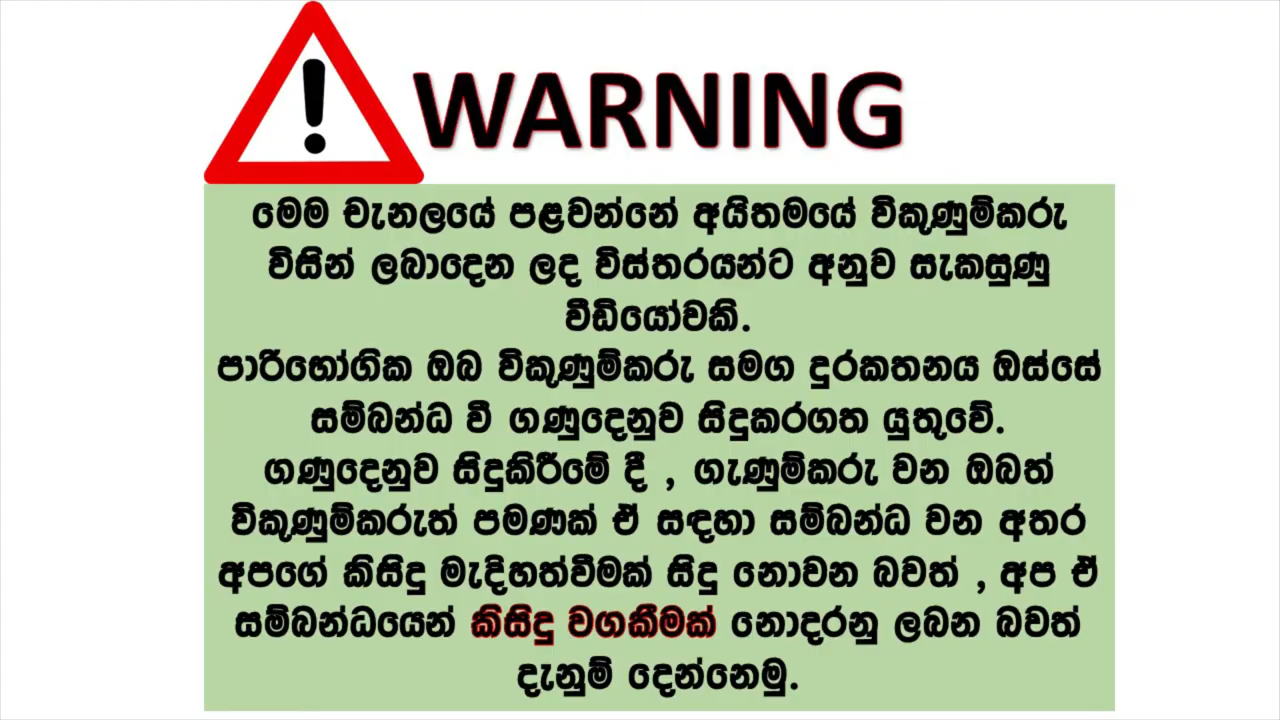 WARNING
මෙම චැනලයේ පළවන්නේ අයිතමයේ විකුණුම්කරු
විසින් ලබාදෙන ලද විස්තරයන්ට අනුව සැකසුණු
වීඩියෝවකි.
පාරිභෝගික ඔබ විකුණුම්කරු සමග දුරකතනය ඔස්සේ
සම්බන්ධ වී ගණුදෙනුව සිදුකරගත යුතුවේ.
ගණුදෙනුව සිදුකිරීමේ දී , ගැණුම්කරු වන ඔබත්
විකුණුම්කරුත් පමණක් ඒ සඳහා සම්බන්ධ වන අතර
අපගේ කිසිදු මැදිහත්වීමක් සිදු නොවන බවත් , අප ඒ
සම්බන්ධයෙන් කිසිදු වගකීමක් නොදරනු ලබන බවත්
දැනුම් දෙන්නෙමු.